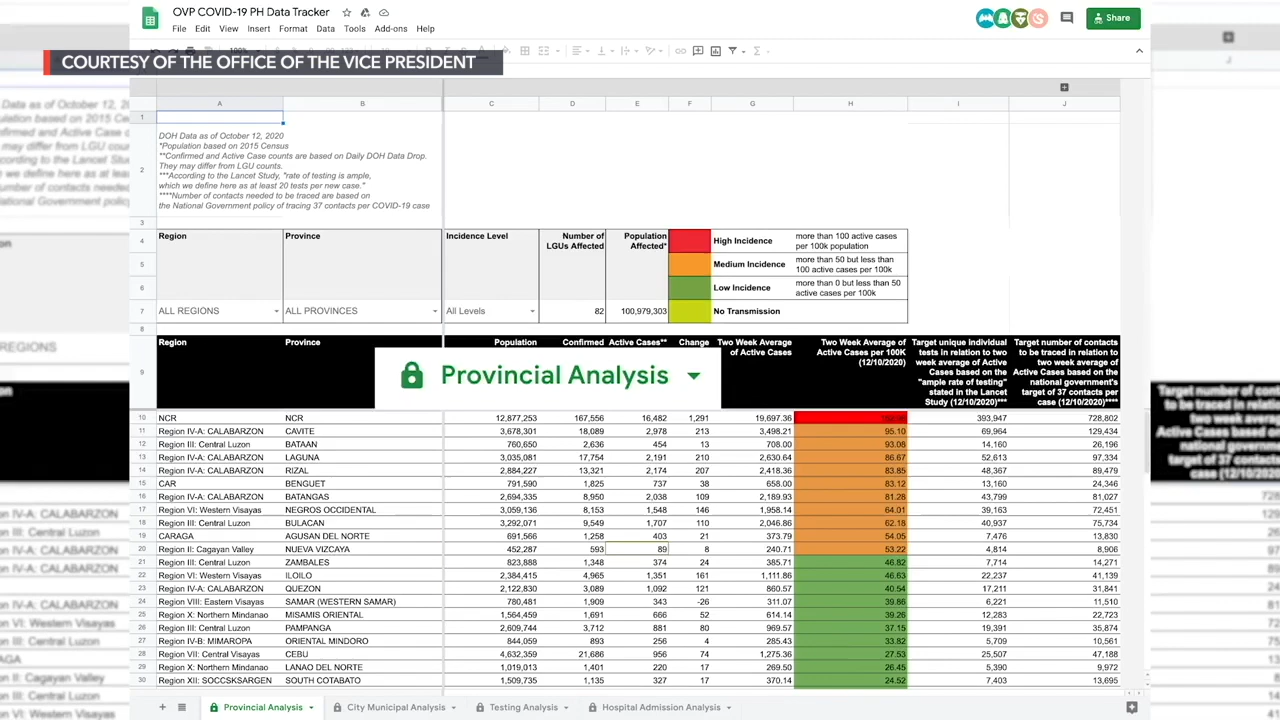 OVP COVID-19 PH Data Tracker
File Edit View Insert Format Data Tools Add-ons Help
Share
COURTESY OF THE OFFICE OF THE VICE PRESIDENT
A B C D E F G H I J
1
2
DOH Data as of October 12, 2020
*Population based on 2015 Census
**Confirmed and Active Case counts are based on Daily DOH Data Drop.
They may differ from LGU counts.
***According to the Lancet Study, "rate of testing is ample,
which we define here as at least 20 tests per new case."
****Number of contacts needed to be traced are based on
the National Government policy of tracing 37 contacts per COVID-19 case
3
4 Region Province Incidence Level Number of LGUs Affected Population Affected* High Incidence more than 100 active cases per 100k population
5 Medium Incidence more than 50 but less than 100 active cases per 100k
6 Low Incidence more than 0 but less than 50 active cases per 100k
7 ALL REGIONS ALL PROVINCES All Levels 82 100,979,303 No Transmission
8
9 Region Province Population Confirmed Active Cases** Change Two Week Average of Active Cases Two Week Average of Active Cases per 100K (12/10/2020) Target unique individual tests in relation to two week average of Active Cases based on the "ample rate of testing" stated in the Lancet Study (12/10/2020)*** Target number of contacts to be traced in relation to two week average of Active Cases based on the national government's target of 37 contacts per case (12/10/2020)****
Provincial Analysis
10 NCR NCR 12,877,253 167,556 16,482 1,291 19,697.36 393,947 728,802
11 Region IV-A: CALABARZON CAVITE 3,678,301 18,089 2,978 213 3,498.21 95.10 69,964 129,434
12 Region III: Central Luzon BATAAN 760,650 2,636 454 13 708.00 93.08 14,160 26,196
13 Region IV-A: CALABARZON LAGUNA 3,035,081 17,754 2,191 210 2,630.64 86.67 52,613 97,334
14 Region IV-A: CALABARZON RIZAL 2,884,227 13,321 2,174 207 2,418.36 83.85 48,367 89,479
15 CAR BENGUET 791,590 1,825 737 38 658.00 83.12 13,160 24,346
16 Region IV-A: CALABARZON BATANGAS 2,694,335 8,950 2,038 109 2,189.93 81.28 43,799 81,027
17 Region VI: Western Visayas NEGROS OCCIDENTAL 3,059,136 8,153 1,548 146 1,958.14 64.01 39,163 72,451
18 Region III: Central Luzon BULACAN 3,292,071 9,549 1,707 110 2,046.86 62.18 40,937 75,734
19 CARAGA AGUSAN DEL NORTE 691,566 1,258 403 21 373.79 54.05 7,476 13,830
20 Region II: Cagayan Valley NUEVA VIZCAYA 452,287 593 89 8 240.71 53.22 4,814 8,906
21 Region III: Central Luzon ZAMBALES 823,888 1,348 374 24 385.71 46.82 7,714 14,271
22 Region VI: Western Visayas ILOILO 2,384,415 4,965 1,351 161 1,111.86 46.63 22,237 41,139
23 Region IV-A: CALABARZON QUEZON 2,122,830 3,089 1,092 121 860.57 40.54 17,211 31,841
24 Region VIII: Eastern Visayas SAMAR (WESTERN SAMAR) 780,481 1,909 343 -26 311.07 39.86 6,221 11,510
25 Region X: Northern Mindanao MISAMIS ORIENTAL 1,564,459 1,691 666 52 614.14 39.26 12,283 22,723
26 Region III: Central Luzon PAMPANGA 2,609,744 3,712 881 80 969.57 37.15 19,391 35,874
27 Region IV-B: MIMAROPA ORIENTAL MINDORO 844,059 893 256 4 285.43 33.82 5,709 10,561
28 Region VII: Central Visayas CEBU 4,632,359 21,686 956 74 1,275.36 27.53 25,507 47,188
29 Region X: Northern Mindanao LANAO DEL NORTE 1,019,013 1,401 220 17 269.50 26.45 5,390 9,972
30 Region XII: SOCCSKSARGEN SOUTH COTABATO 1,509,735 1,135 327 17 370.14 24.52 7,403 13,695
Provincial Analysis City Municipal Analysis Testing Analysis Hospital Admission Analysis